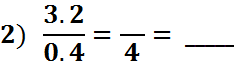 2) 3.2/0.4 = /4 = ____